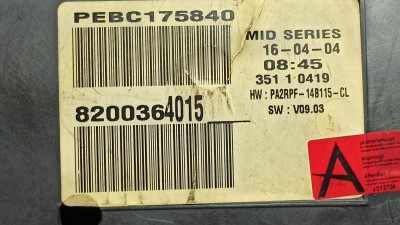 PEBC175840
MID SERIES
16-04-04
08:45
351 1 0419
HW : PA2RPF-14B115-CL
SW : V09.03
8200364015
A